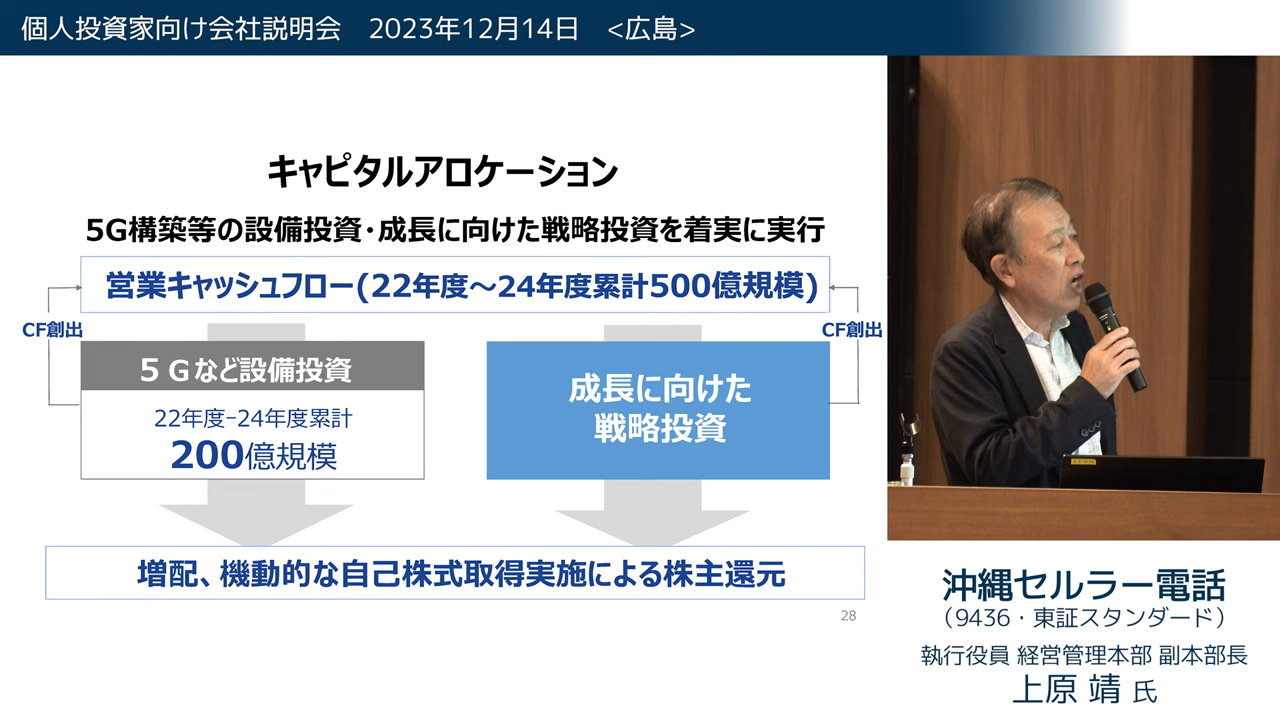 個人投資家向け会社説明会　2023年12月14日　<広島>
キャピタルアロケーション
5G構築等の設備投資・成長に向けた戦略投資を着実に実行
営業キャッシュフロー(22年度～24年度累計500億規模)
CF創出
CF創出
５Ｇなど設備投資
22年度−24年度累計
200億規模
成長に向けた
戦略投資
増配、機動的な自己株式取得実施による株主還元
28
沖縄セルラー電話
（9436・東証スタンダード）
執行役員 経営管理本部 副本部長
上原 靖 氏